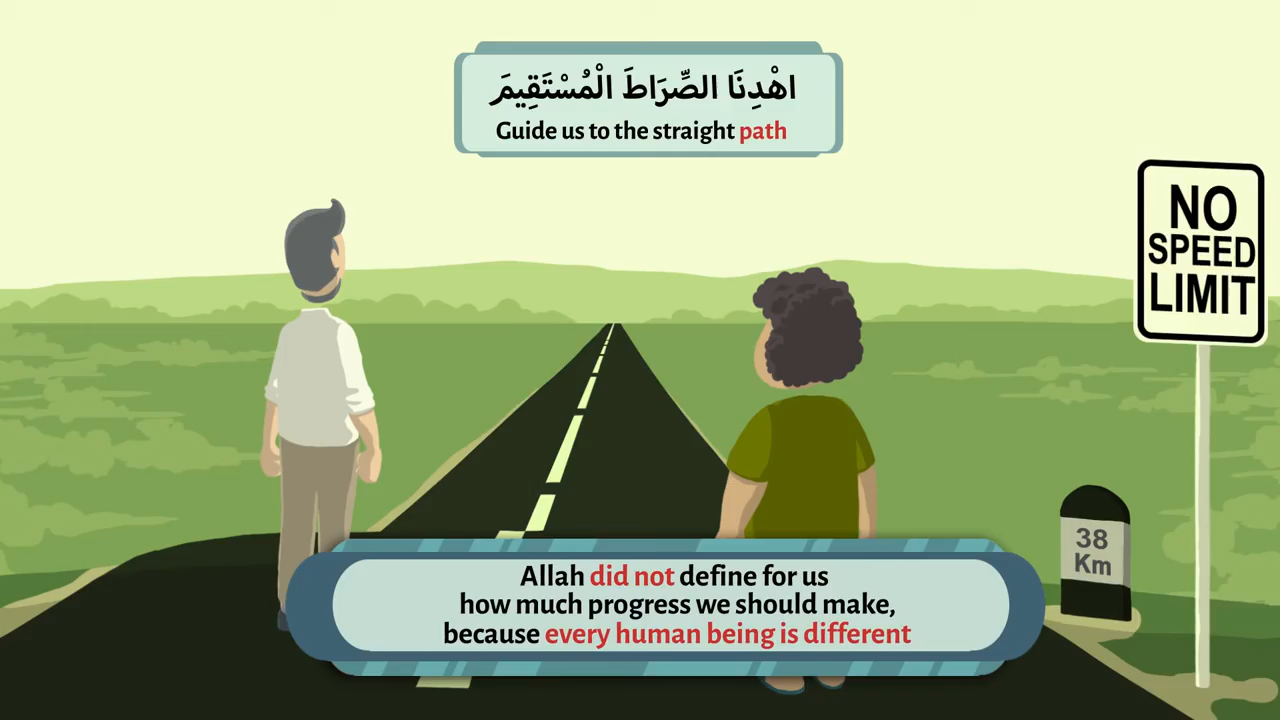 اهْدِنَا الصِّرَاطَ الْمُسْتَقِيمَ
Guide us to the straight path
NO
SPEED
LIMIT
38
Km
Allah did not define for us
how much progress we should make,
because every human being is different